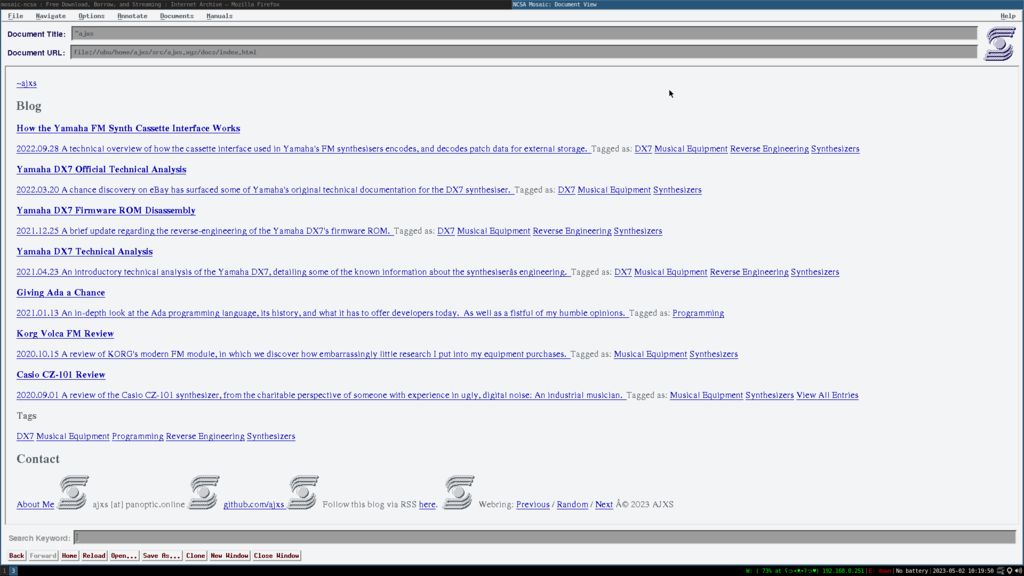 mosaic-ncsa : Free Download, Borrow, and Streaming : Internet Archive — Mozilla Firefox NCSA Mosaic: Document View
File Navigate Options Annotate Documents Manuals Help
Document Title: ~ajxs
Document URL: file://ubu/home/ajxs/src/ajxs.xyz/docs/index.html
~ajxs
Blog
How the Yamaha FM Synth Cassette Interface Works
2022.09.28 A technical overview of how the cassette interface used in Yamaha's FM synthesisers encodes, and decodes patch data for external storage. Tagged as: DX7 Musical Equipment Reverse Engineering Synthesizers
Yamaha DX7 Official Technical Analysis
2022.03.20 A chance discovery on eBay has surfaced some of Yamaha's original technical documentation for the DX7 synthesiser. Tagged as: DX7 Musical Equipment Synthesizers
Yamaha DX7 Firmware ROM Disassembly
2021.12.25 A brief update regarding the reverse-engineering of the Yamaha DX7's firmware ROM. Tagged as: DX7 Musical Equipment Reverse Engineering Synthesizers
Yamaha DX7 Technical Analysis
2021.04.23 An introductory technical analysis of the Yamaha DX7, detailing some of the known information about the synthesiserâs engineering. Tagged as: DX7 Musical Equipment Reverse Engineering Synthesizers
Giving Ada a Chance
2021.01.13 An in-depth look at the Ada programming language, its history, and what it has to offer developers today. As well as a fistful of my humble opinions. Tagged as: Programming
Korg Volca FM Review
2020.10.15 A review of KORG's modern FM module, in which we discover how embarrassingly little research I put into my equipment purchases. Tagged as: Musical Equipment Synthesizers
Casio CZ-101 Review
2020.09.01 A review of the Casio CZ-101 synthesizer, from the charitable perspective of someone with experience in ugly, digital noise: An industrial musician. Tagged as: Musical Equipment Synthesizers View All Entries
Tags
DX7 Musical Equipment Programming Reverse Engineering Synthesizers
Contact
About Me ajxs [at] panoptic.online github.com/ajxs Follow this blog via RSS here. Webring: Previous / Random / Next Â© 2023 AJXS
Search Keyword:
Back Forward Home Reload Open... Save As... Clone New Window Close Window
1 3 W: ( 73% at 192.168.0.251) E: down No battery 2023-05-02 10:19:50